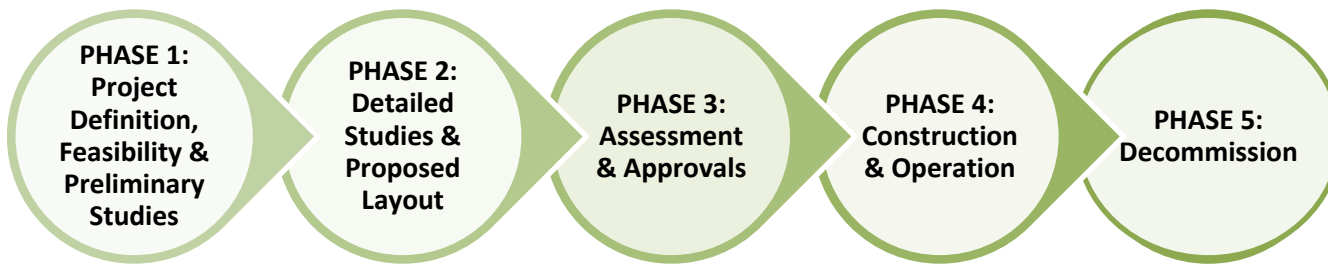 PHASE 1:
Project
Definition,
Feasibility &
Preliminary
Studies
PHASE 2:
Detailed
Studies &
Proposed
Layout
PHASE 3:
Assessment
& Approvals
PHASE 4:
Construction
& Operation
PHASE 5:
Decommission